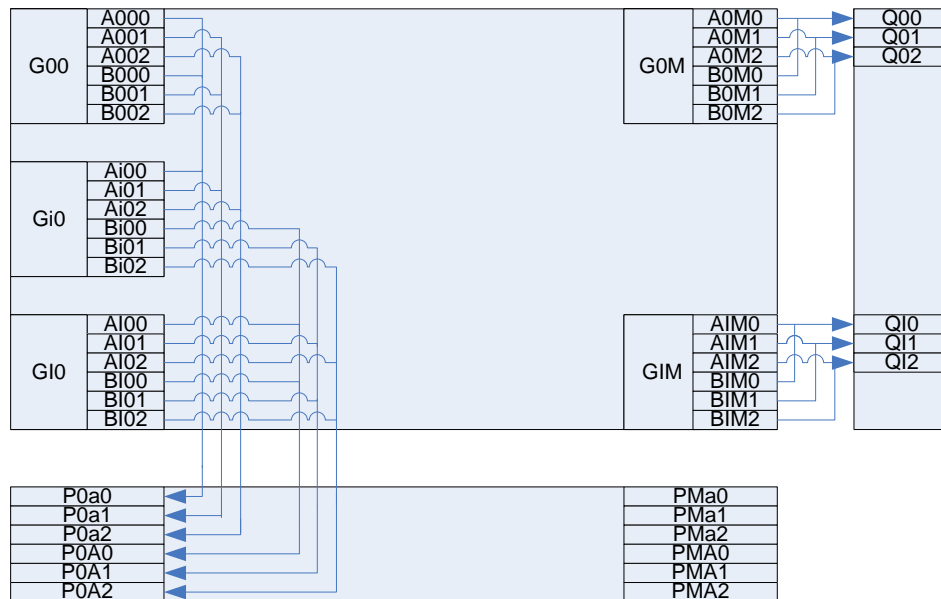 G00
A000
A001
A002
B000
B001
B002
Gi0
Ai00
Ai01
Ai02
Bi00
Bi01
Bi02
GI0
AI00
AI01
AI02
BI00
BI01
BI02
G0M
A0M0
A0M1
A0M2
B0M0
B0M1
B0M2
GIM
AIM0
AIM1
AIM2
BIM0
BIM1
BIM2
Q00
Q01
Q02
QI0
QI1
QI2
P0a0
P0a1
P0a2
P0A0
P0A1
P0A2
PMa0
PMa1
PMa2
PMA0
PMA1
PMA2